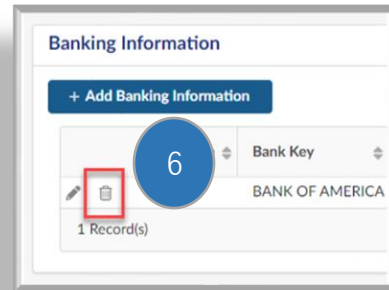 Banking Information
+ Add Banking Information
6
Bank Key
BANK OF AMERICA
1 Record(s)